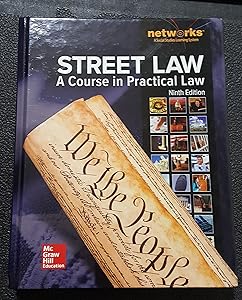 networks
A Social Studies Learning System
STREET LAW
A Course in Practical Law
Ninth Edition
We the People
Mc
Graw
Hill
Education